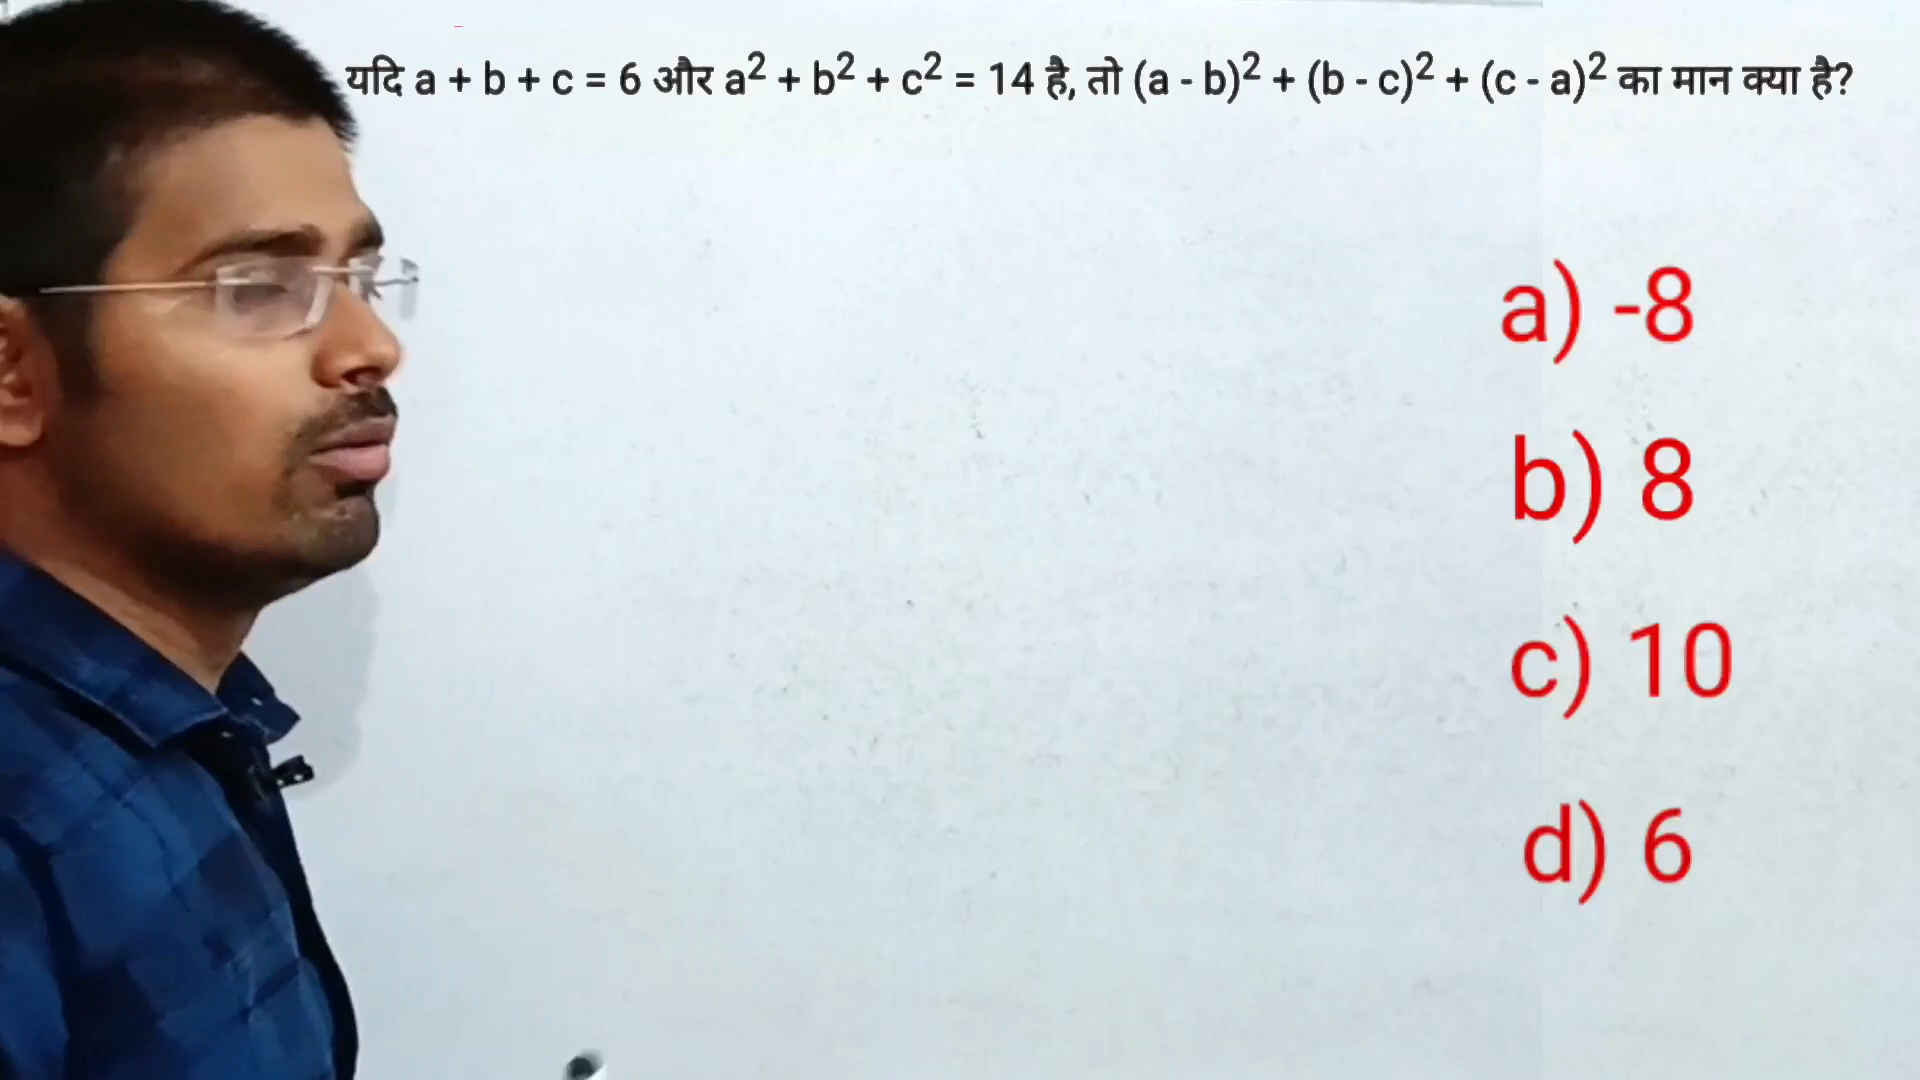 यदि a + b + c = 6 और a² + b² + c² = 14 है, तो (a - b)² + (b - c)² + (c - a)² का मान क्या है?
a) -8
b) 8
c) 10
d) 6